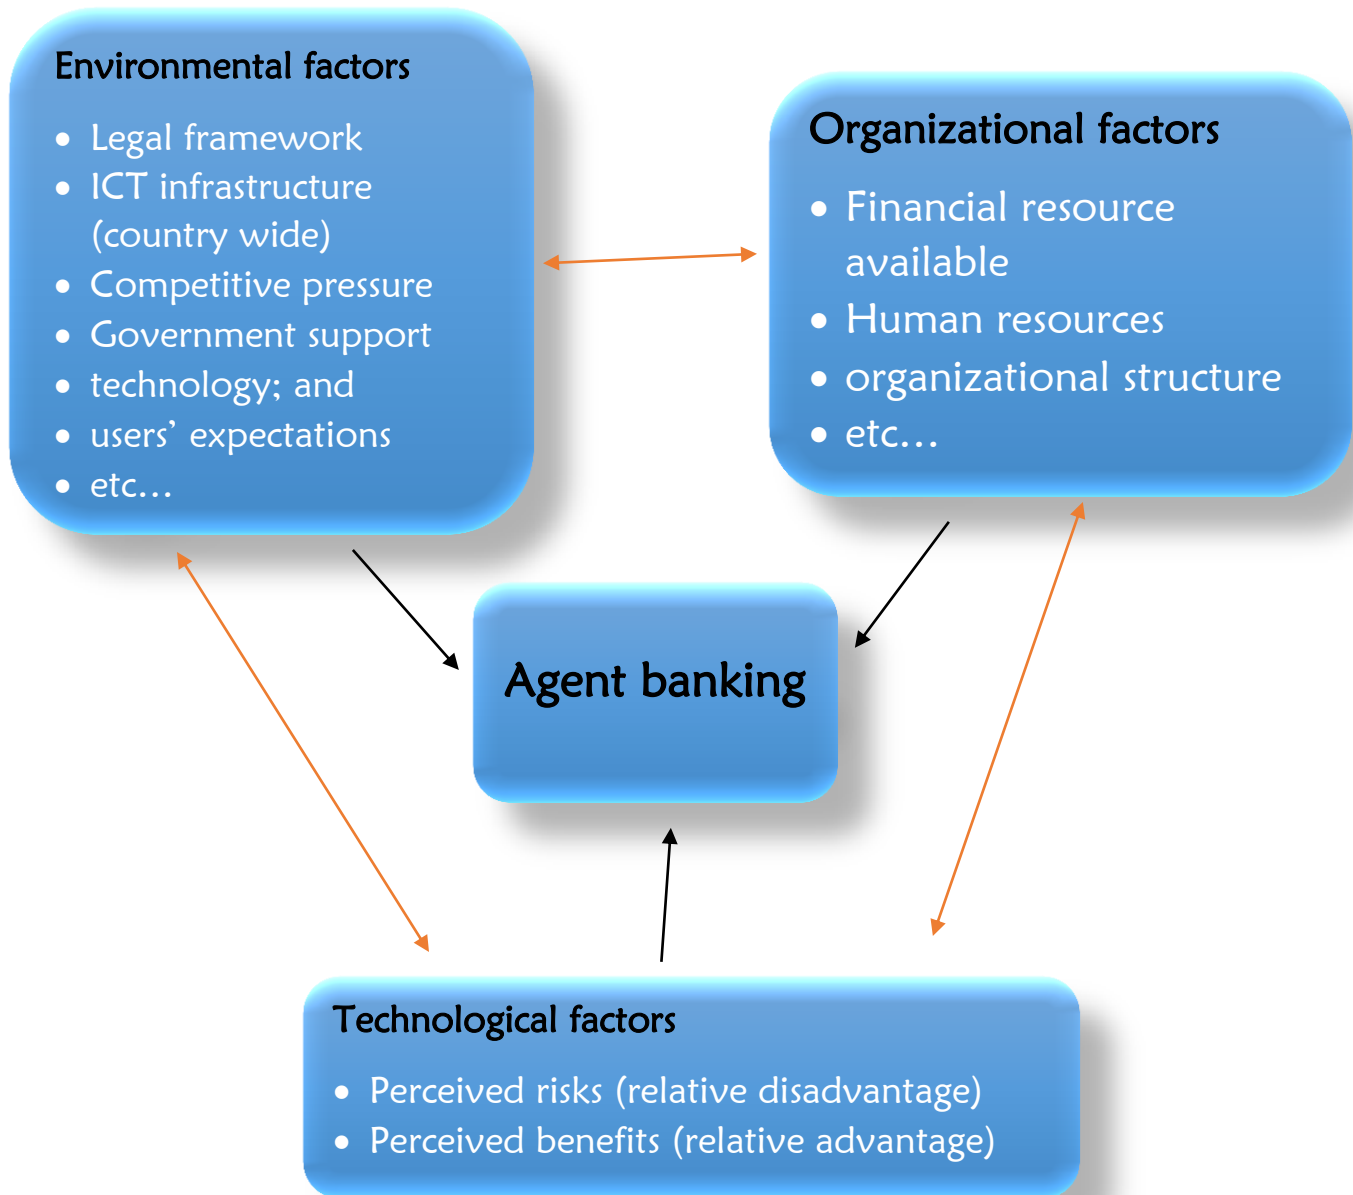 Environmental factors
• Legal framework
• ICT infrastructure
(country wide)
• Competitive pressure
• Government support
• technology; and
• users’ expectations
• etc...
Organizational factors
• Financial resource
available
• Human resources
• organizational structure
• etc...
Agent banking
Technological factors
• Perceived risks (relative disadvantage)
• Perceived benefits (relative advantage)